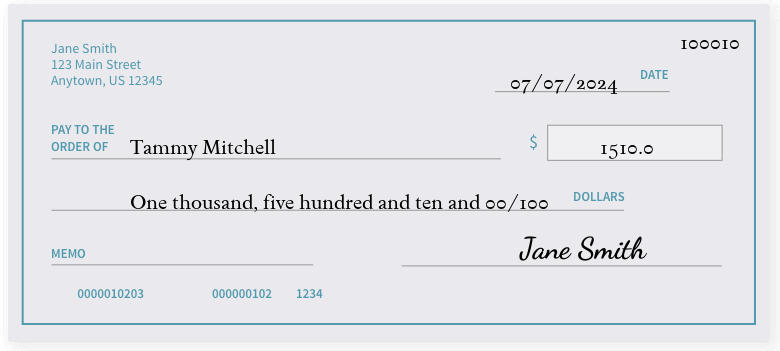 Jane Smith
123 Main Street
Anytown, US 12345
100010
07/07/2024 DATE
PAY TO THE
ORDER OF Tammy Mitchell $ 1510.0
One thousand, five hundred and ten and 00/100 DOLLARS
MEMO Jane Smith
0000010203 000000102 1234